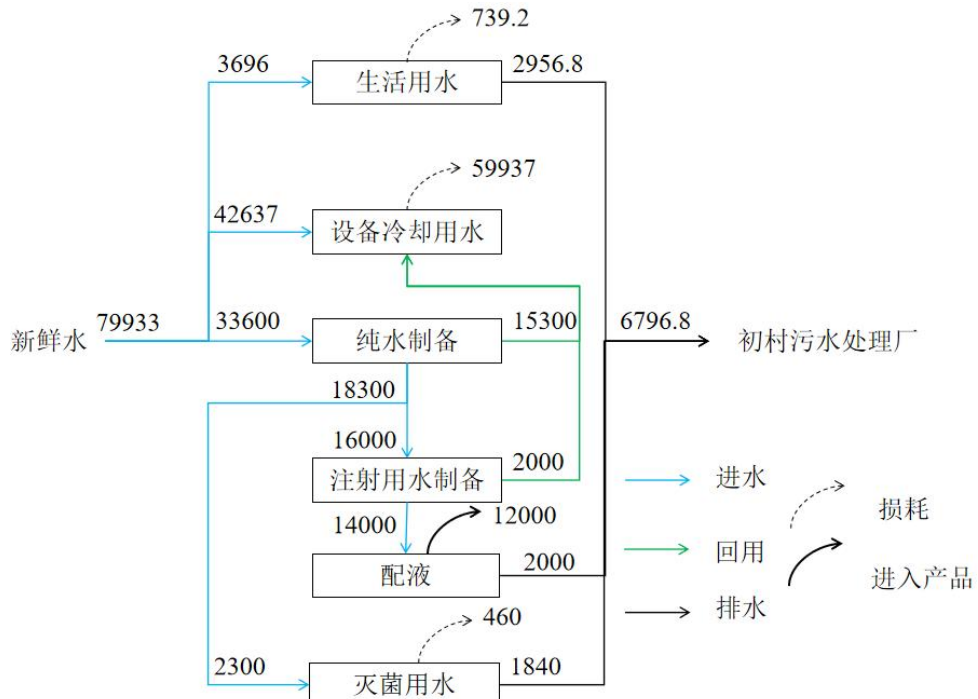 739.2
3696
生活用水
2956.8
59937
42637
设备冷却用水
新鲜水
79933
33600
纯水制备
15300
6796.8
初村污水处理厂
18300
16000
注射用水制备
2000
进水
损耗
14000
12000
配液
2000
回用
进入产品
排水
460
2300
灭菌用水
1840